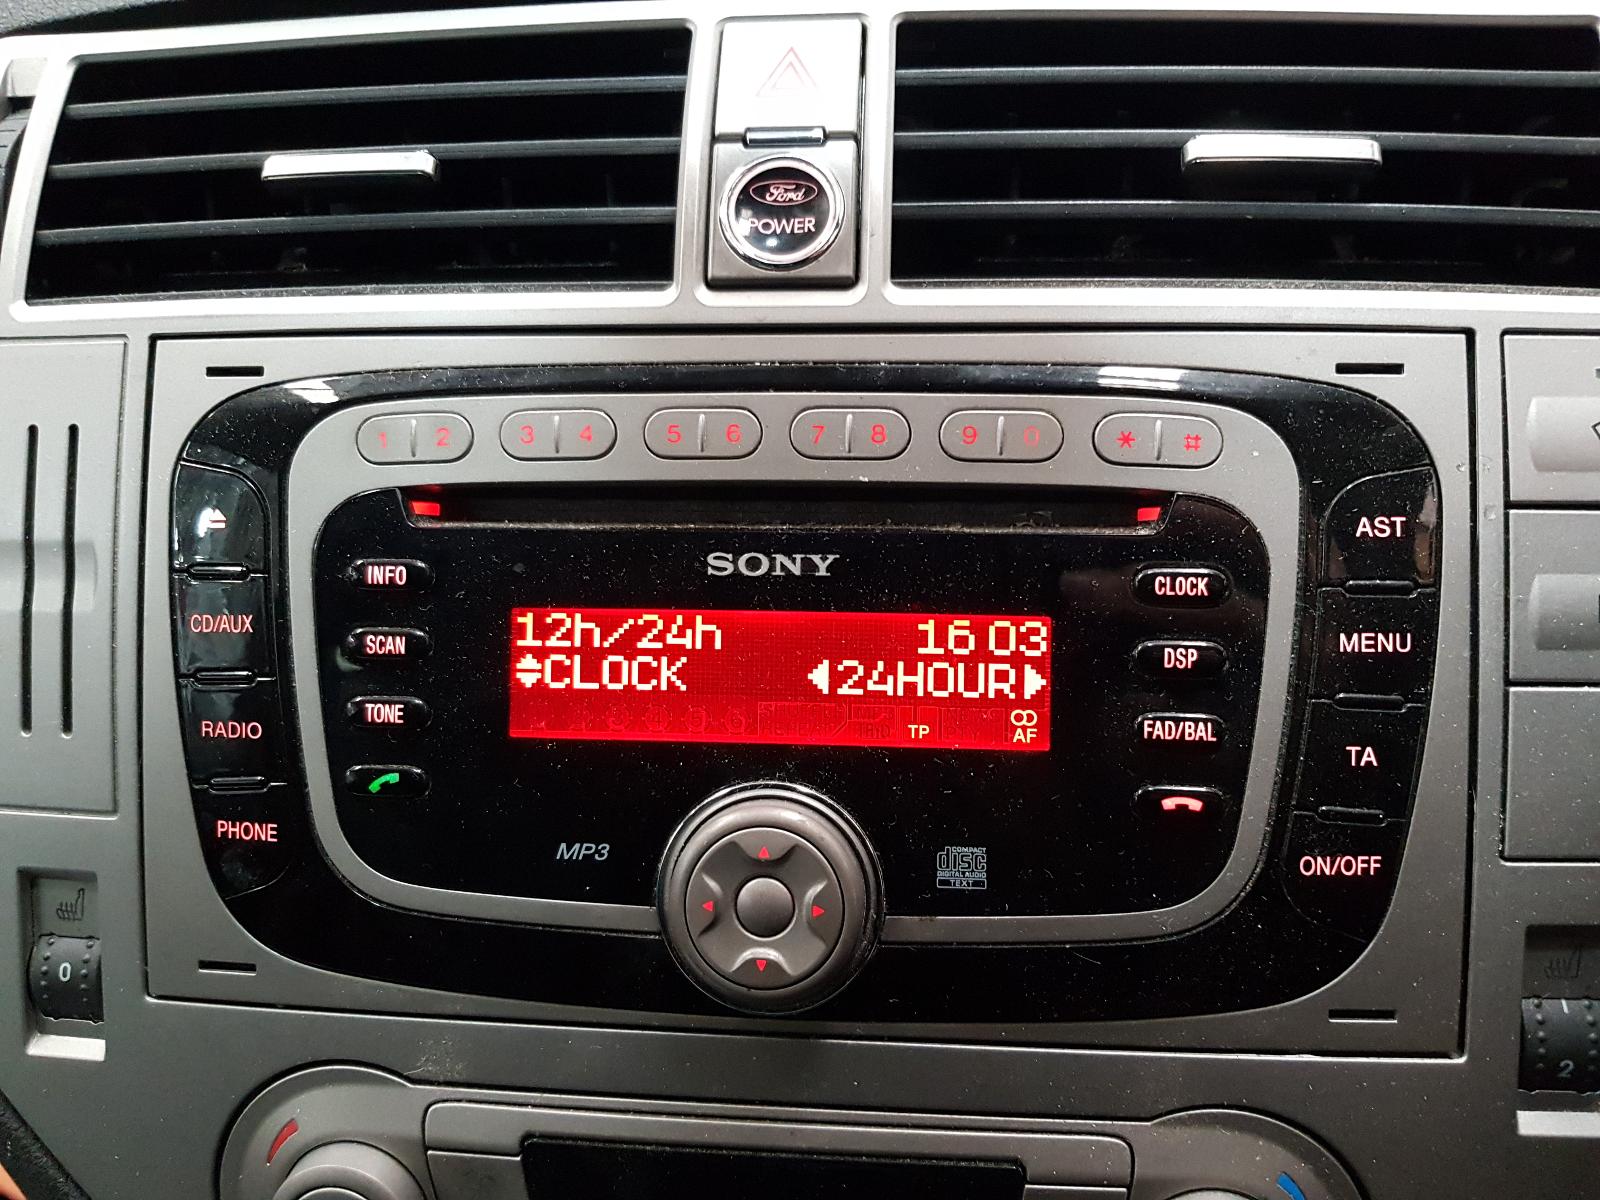 Ford
POWER
1 2 3 4 5 6 7 8 9 0 * #
SONY
INFO
SCAN
TONE
12h/24h 16 03
CLOCK 24HOUR
TP AF
CLOCK
DSP
FAD/BAL
CD/AUX
RADIO
PHONE
AST
MENU
TA
ON/OFF
MP3
COMPACT
disc
DIGITAL AUDIO
TEXT
0
2